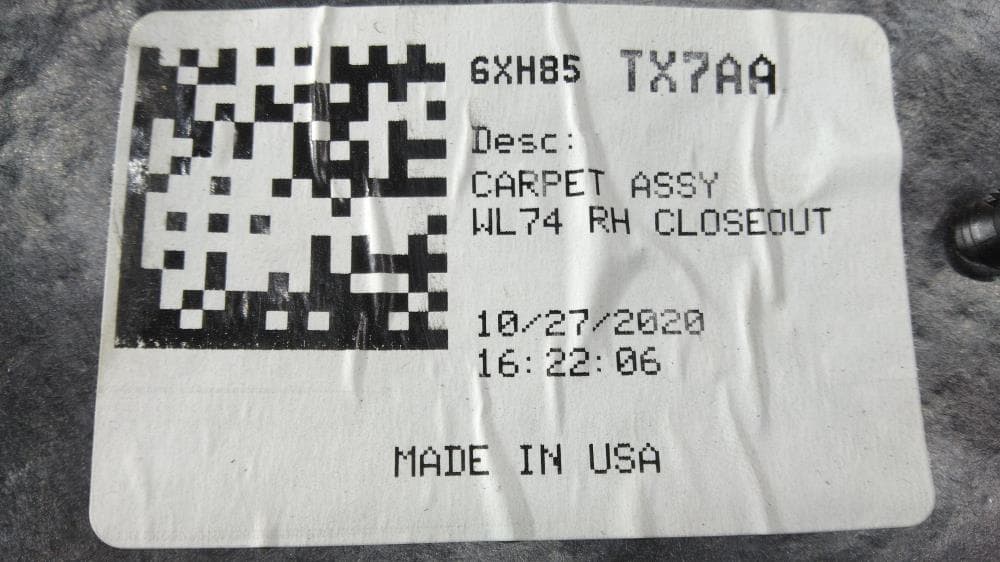 6XH85 TX7AA
Desc:
CARPET ASSY
WL74 RH CLOSEOUT
10/27/2020
16:22:06
MADE IN USA